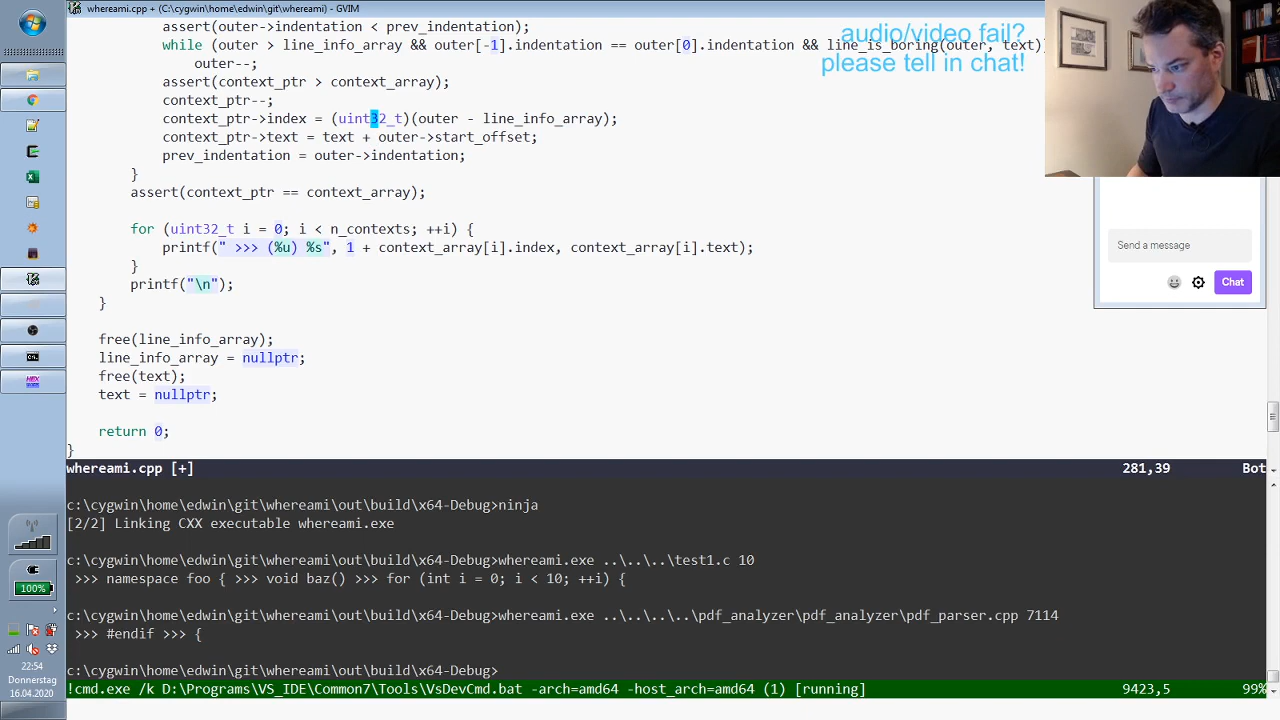 whereami.cpp + (C:\cygwin\home\edwin\git\whereami) - GVIM
assert(outer->indentation < prev_indentation);
while (outer > line_info_array && outer[-1].indentation == outer[0].indentation && line_is_boring(outer, text)
outer--;
assert(context_ptr > context_array);
context_ptr--;
context_ptr->index = (uint32_t)(outer - line_info_array);
context_ptr->text = text + outer->start_offset;
prev_indentation = outer->indentation;
}
assert(context_ptr == context_array);
for (uint32_t i = 0; i < n_contexts; ++i) {
printf(" >>> (%u) %s", 1 + context_array[i].index, context_array[i].text);
}
printf("\n");
}
free(line_info_array);
line_info_array = nullptr;
free(text);
text = nullptr;
return 0;
}
whereami.cpp [+] 281,39 Bot
c:\cygwin\home\edwin\git\whereami\out\build\x64-Debug>ninja
[2/2] Linking CXX executable whereami.exe
c:\cygwin\home\edwin\git\whereami\out\build\x64-Debug>whereami.exe ..\..\..\test1.c 10
>>> namespace foo { >>> void baz() >>> for (int i = 0; i < 10; ++i) {
c:\cygwin\home\edwin\git\whereami\out\build\x64-Debug>whereami.exe ..\..\..\..\pdf_analyzer\pdf_analyzer\pdf_parser.cpp 7114
>>> #endif >>> {
c:\cygwin\home\edwin\git\whereami\out\build\x64-Debug>
!cmd.exe /k D:\Programs\VS_IDE\Common7\Tools\VsDevCmd.bat -arch=amd64 -host_arch=amd64 (1) [running] 9423,5 99%
audio/video fail?
please tell in chat!
Send a message
Chat
HEX
100%
22:54
Donnerstag
16.04.2020